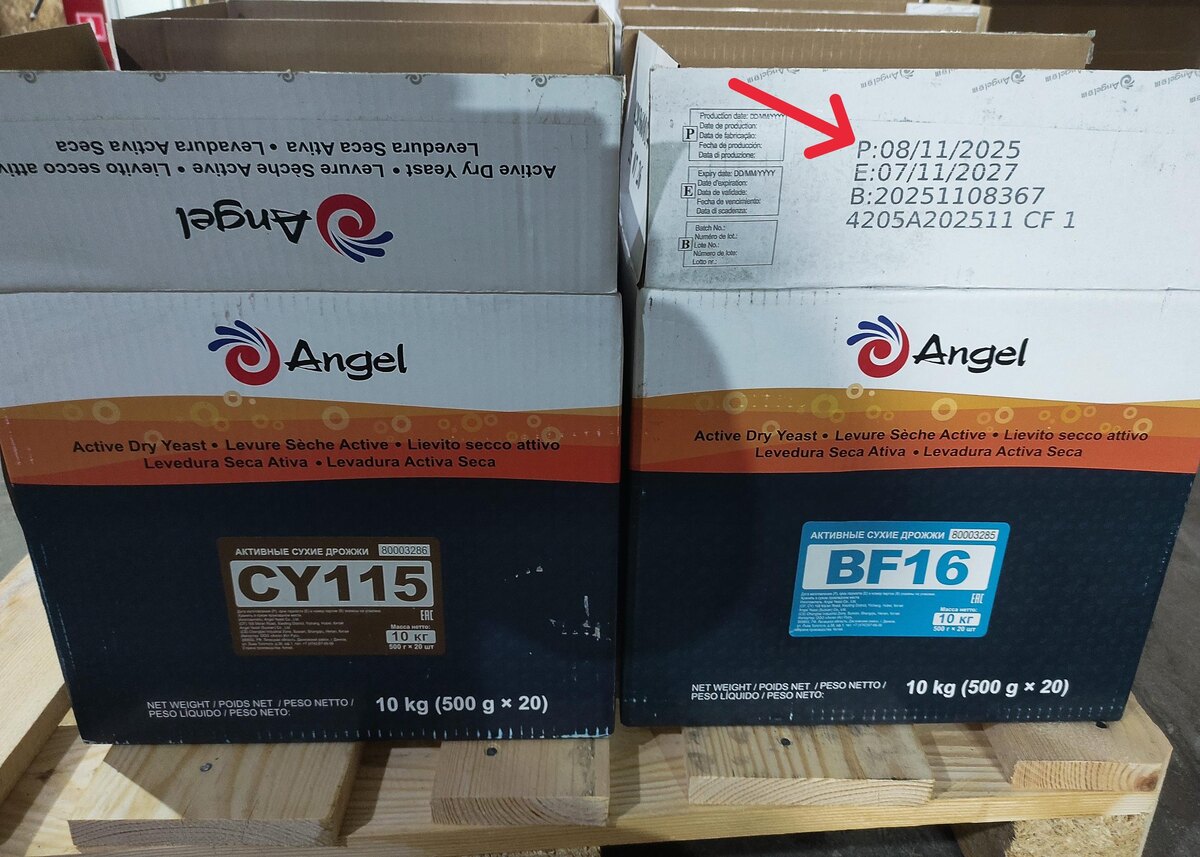 Levedura Seca Ativa • Levadura Activa Seca
Active Dry Yeast • Levure Sèche Active • Lievito secco attiv
Angel
Angel
Active Dry Yeast • Levure Sèche Active • Lievito secco attivo
Levedura Seca Ativa • Levadura Activa Seca
АКТИВНЫЕ СУХИЕ ДРОЖЖИ 80003286
CY115
EAC
Масса нетто:
10 кг
500 г x 20 шт
NET WEIGHT / POIDS NET / PESO NETTO /
PESO LÍQUIDO / PESO NETO:
10 kg (500 g × 20)
Production date: DD/MM/YYYY
P
Date de production:
Data de fabricação:
Fecha de producción:
Data di produzione:
Expiry date: DD/MM/YYYY
E
Date d'expiration:
Data de validade:
Fecha de vencimiento:
Data di scadenza:
Batch No.:
Numéro de lot.:
B
Lote No.:
Número de lote:
Lotto nr.:
P:08/11/2025
E:07/11/2027
B:20251108367
4205A202511 CF 1
Angel
Active Dry Yeast • Levure Sèche Active • Lievito secco attivo
Levedura Seca Ativa • Levadura Activa Seca
АКТИВНЫЕ СУХИЕ ДРОЖЖИ 80003285
BF16
EAC
Масса нетто:
10 кг
500 г x 20 шт
NET WEIGHT / POIDS NET / PESO NETTO /
PESO LÍQUIDO / PESO NETO:
10 kg (500 g × 20)